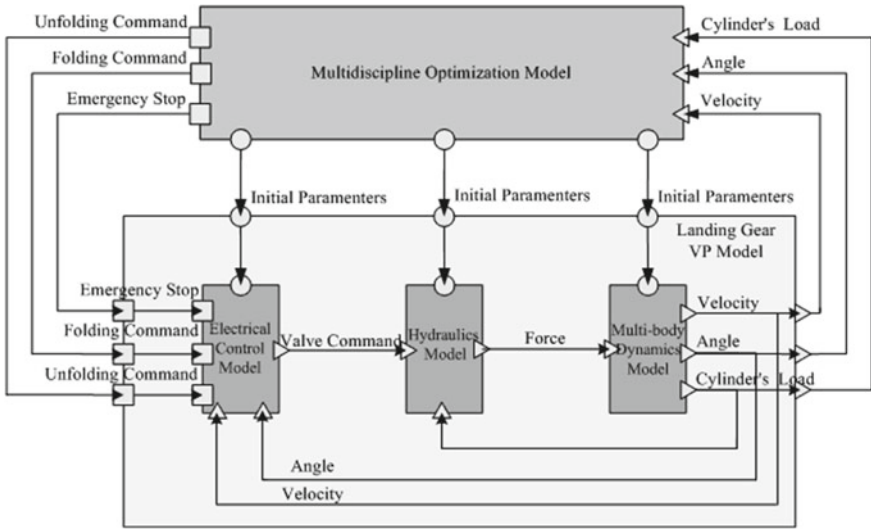 Unfolding Command
Cylinder's Load
Folding Command
Multidiscipline Optimization Model
Angle
Emergency Stop
Velocity
Initial Paramenters
Initial Paramenters
Initial Paramenters
Landing Gear
VP Model
Emergency Stop
Velocity
Folding Command
Electrical
Control
Model
Valve Command
Hydraulics
Model
Force
Multi-body
Dynamics
Model
Angle
Unfolding Command
Cylinder's Load
Angle
Velocity